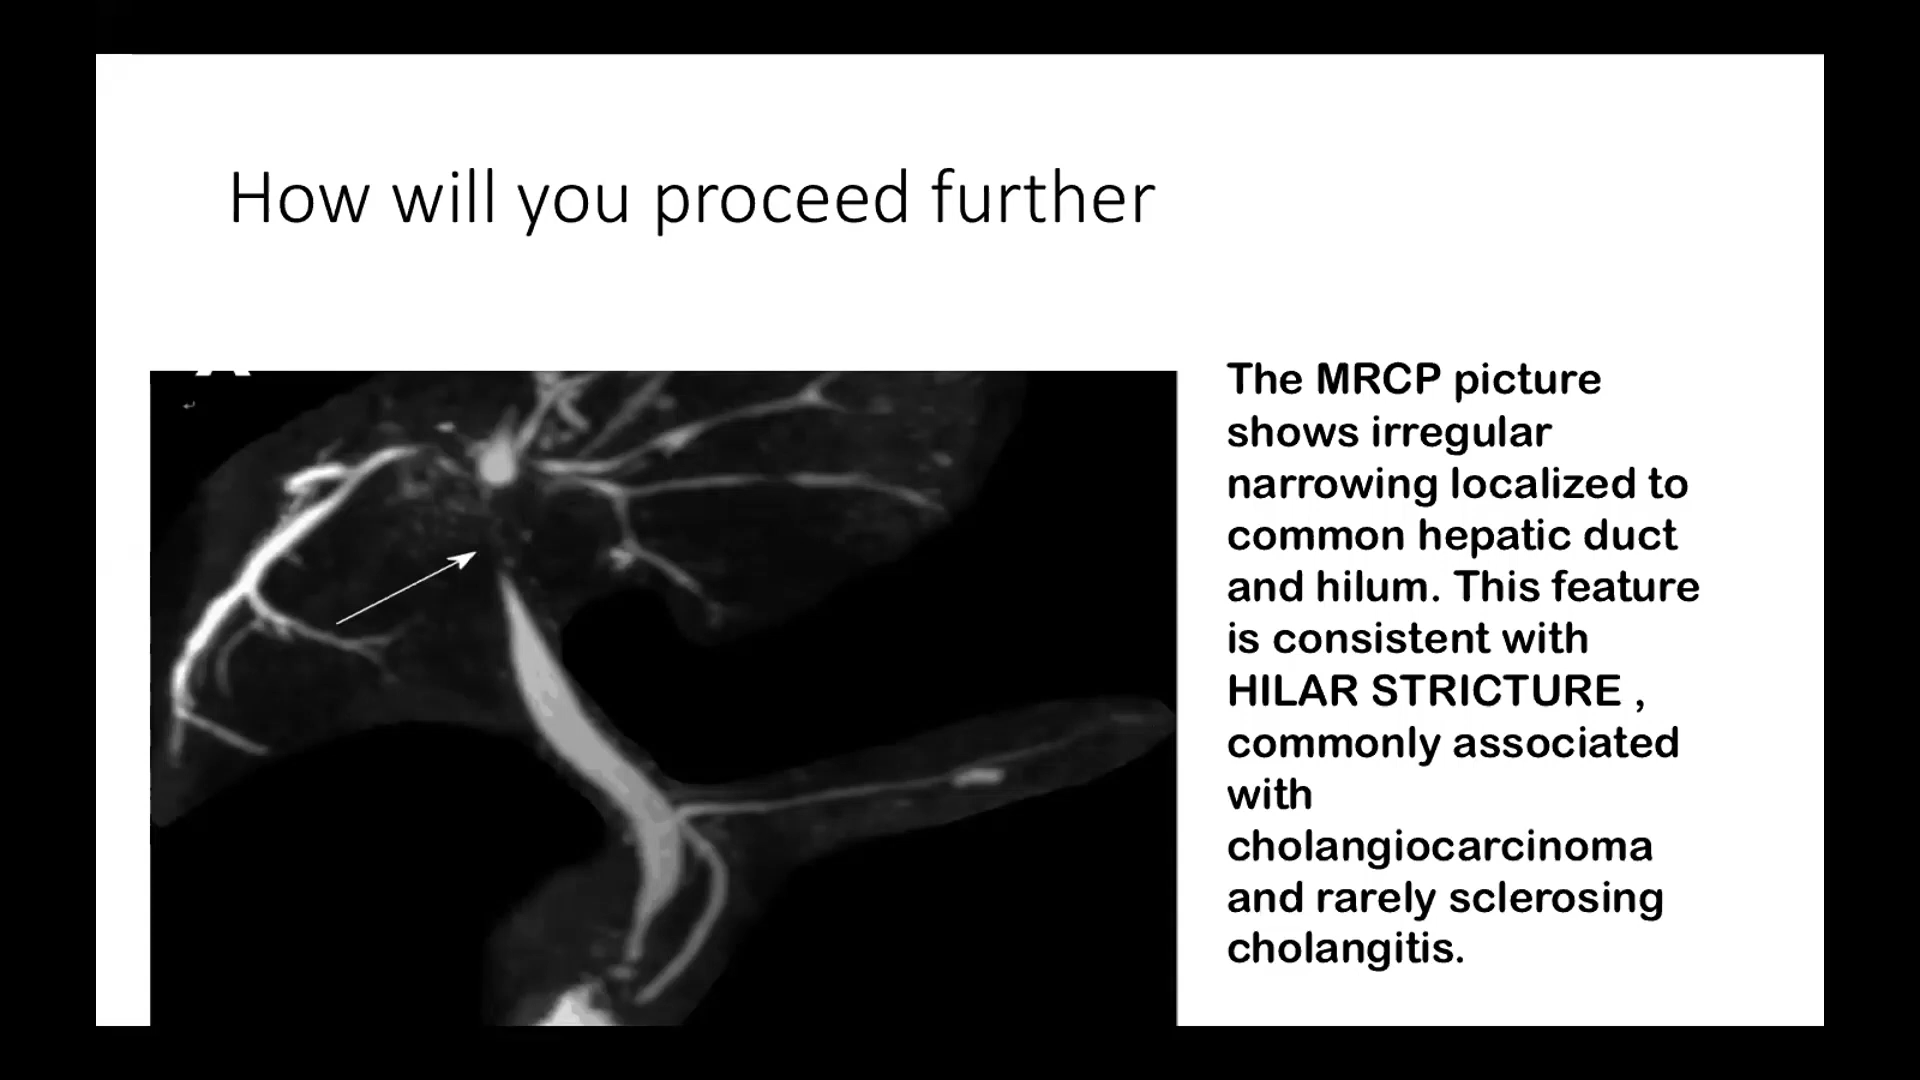 How will you proceed further
The MRCP picture
shows irregular
narrowing localized to
common hepatic duct
and hilum. This feature
is consistent with
HILAR STRICTURE ,
commonly associated
with
cholangiocarcinoma
and rarely sclerosing
cholangitis.